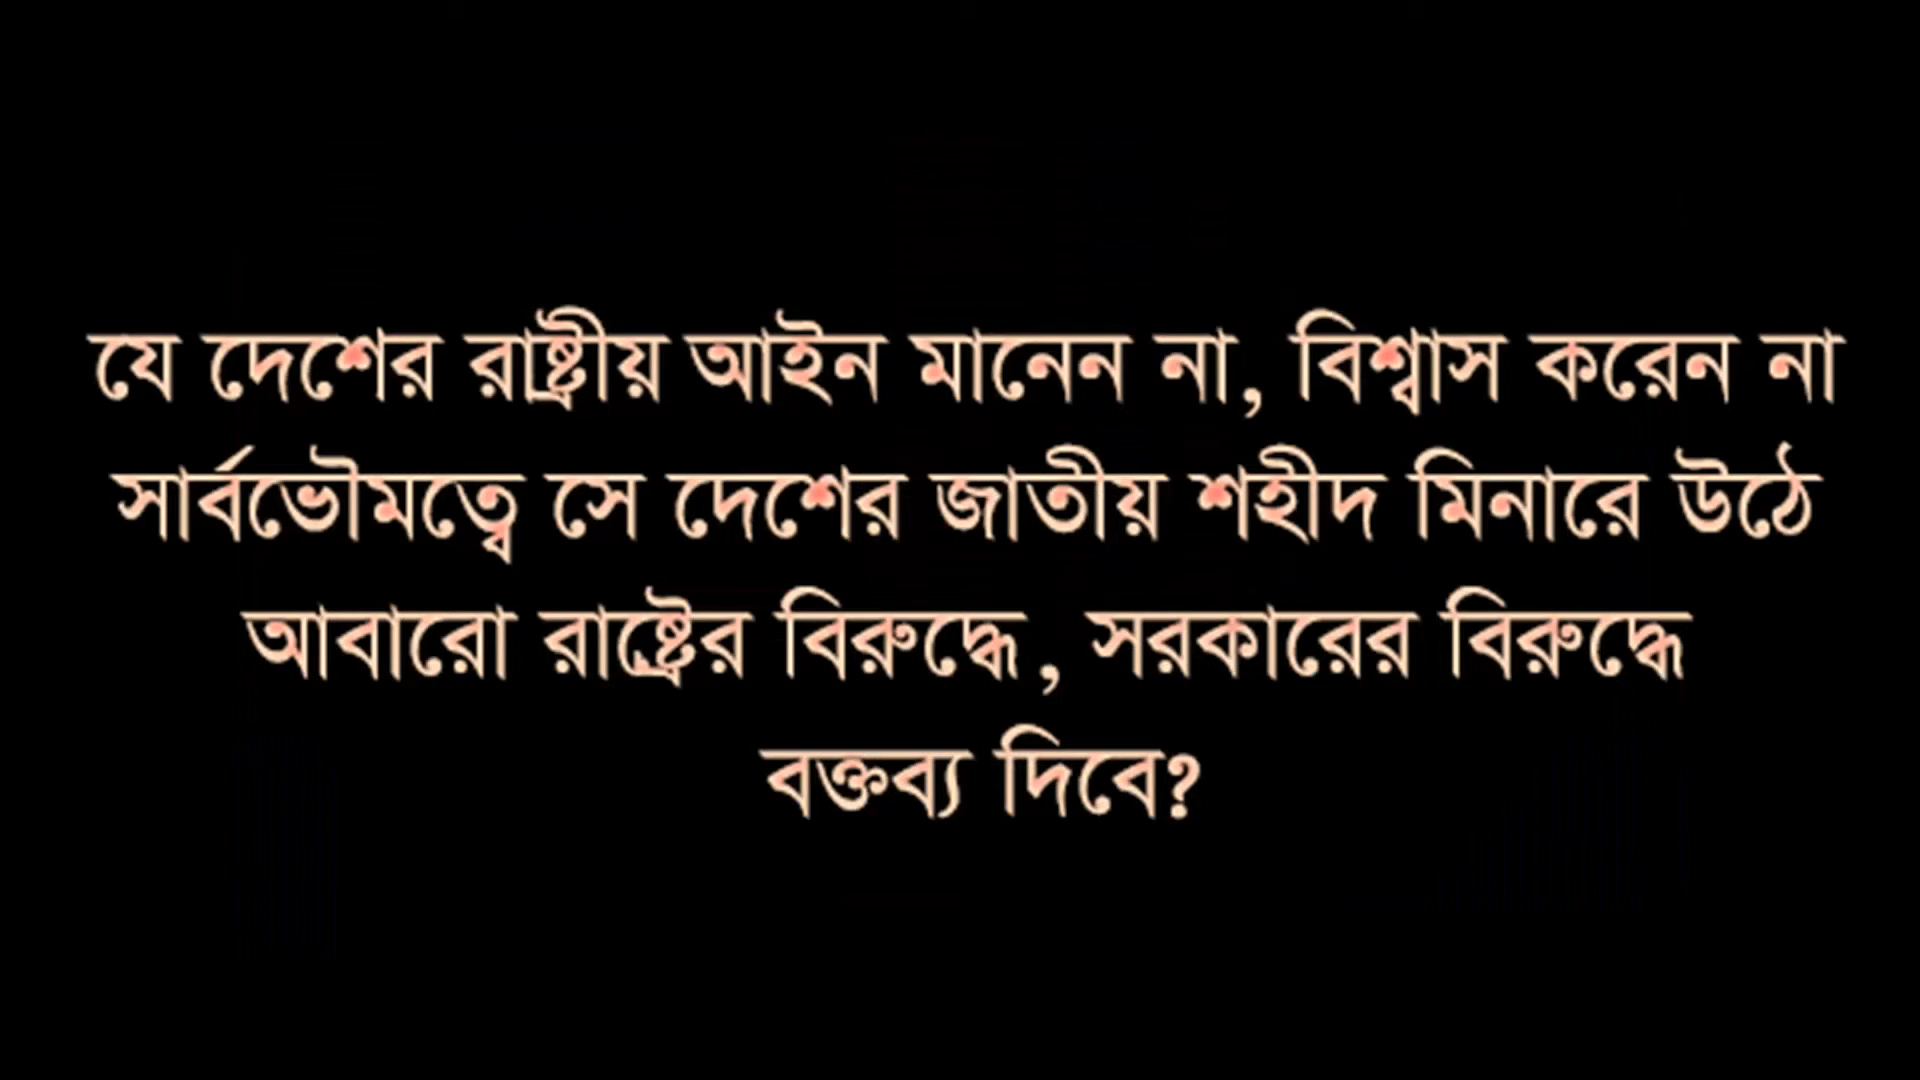 যে দেশের রাষ্ট্রীয় আইন মানেন না, বিশ্বাস করেন না
সার্বভৌমত্বে সে দেশের জাতীয় শহীদ মিনারে উঠে
আবারো রাষ্ট্রের বিরুদ্ধে, সরকারের বিরুদ্ধে
বক্তব্য দিবে?